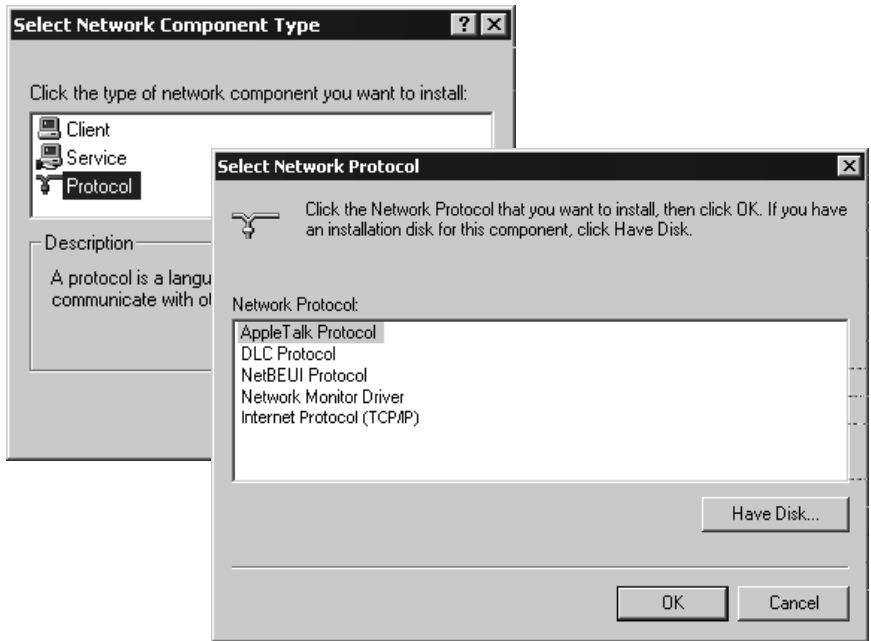 Select Network Component Type
Click the type of network component you want to install:
Client
Service
Protocol
Description
A protocol is a
communicate with
Select Network Protocol
Click the Network Protocol that you want to install, then click OK. If you have
an installation disk for this component, click Have Disk.
Network Protocol:
AppleTalk Protocol
DLC Protocol
NetBEUI Protocol
Network Monitor Driver
Internet Protocol (TCP/IP)
Have Disk...
OK
Cancel